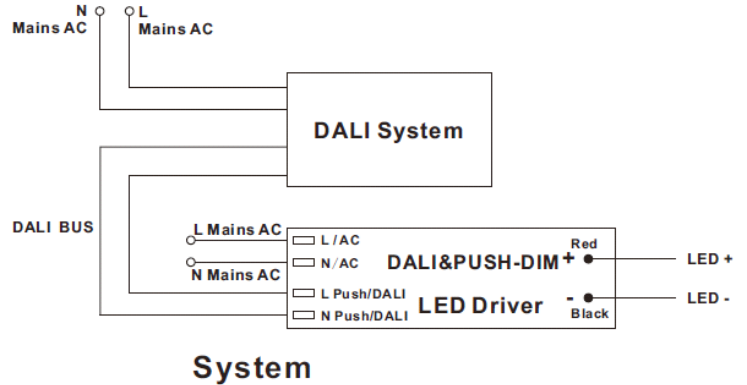 N
Mains AC
L
Mains AC
DALI System
DALI BUS
L Mains AC
N Mains AC
L/AC
N/AC
L Push/DALI
N Push/DALI
DALI&PUSH-DIM
LED Driver
Red
+
-
Black
LED +
LED -
System